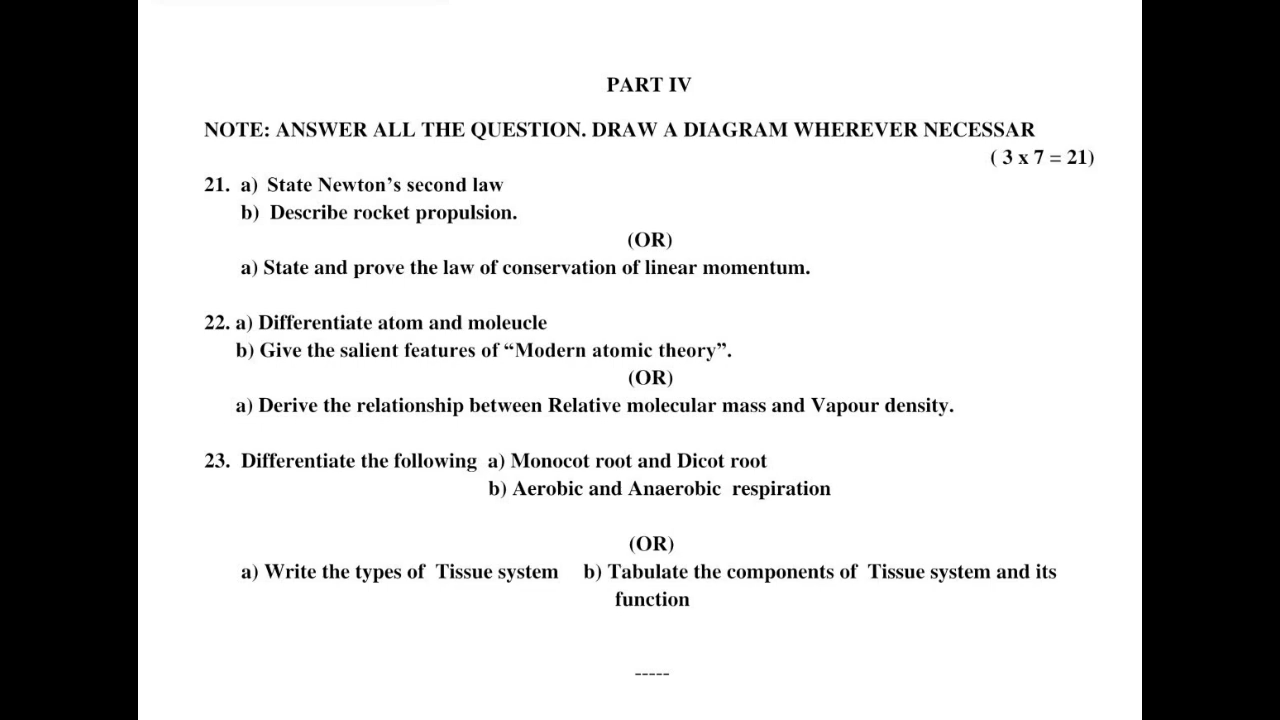 PART IV
NOTE: ANSWER ALL THE QUESTION. DRAW A DIAGRAM WHEREVER NECESSAR
( 3 x 7 = 21)
21. a) State Newton’s second law
b) Describe rocket propulsion.
(OR)
a) State and prove the law of conservation of linear momentum.
22. a) Differentiate atom and moleucle
b) Give the salient features of “Modern atomic theory”.
(OR)
a) Derive the relationship between Relative molecular mass and Vapour density.
23. Differentiate the following a) Monocot root and Dicot root
b) Aerobic and Anaerobic respiration
(OR)
a) Write the types of Tissue system b) Tabulate the components of Tissue system and its
function
-----